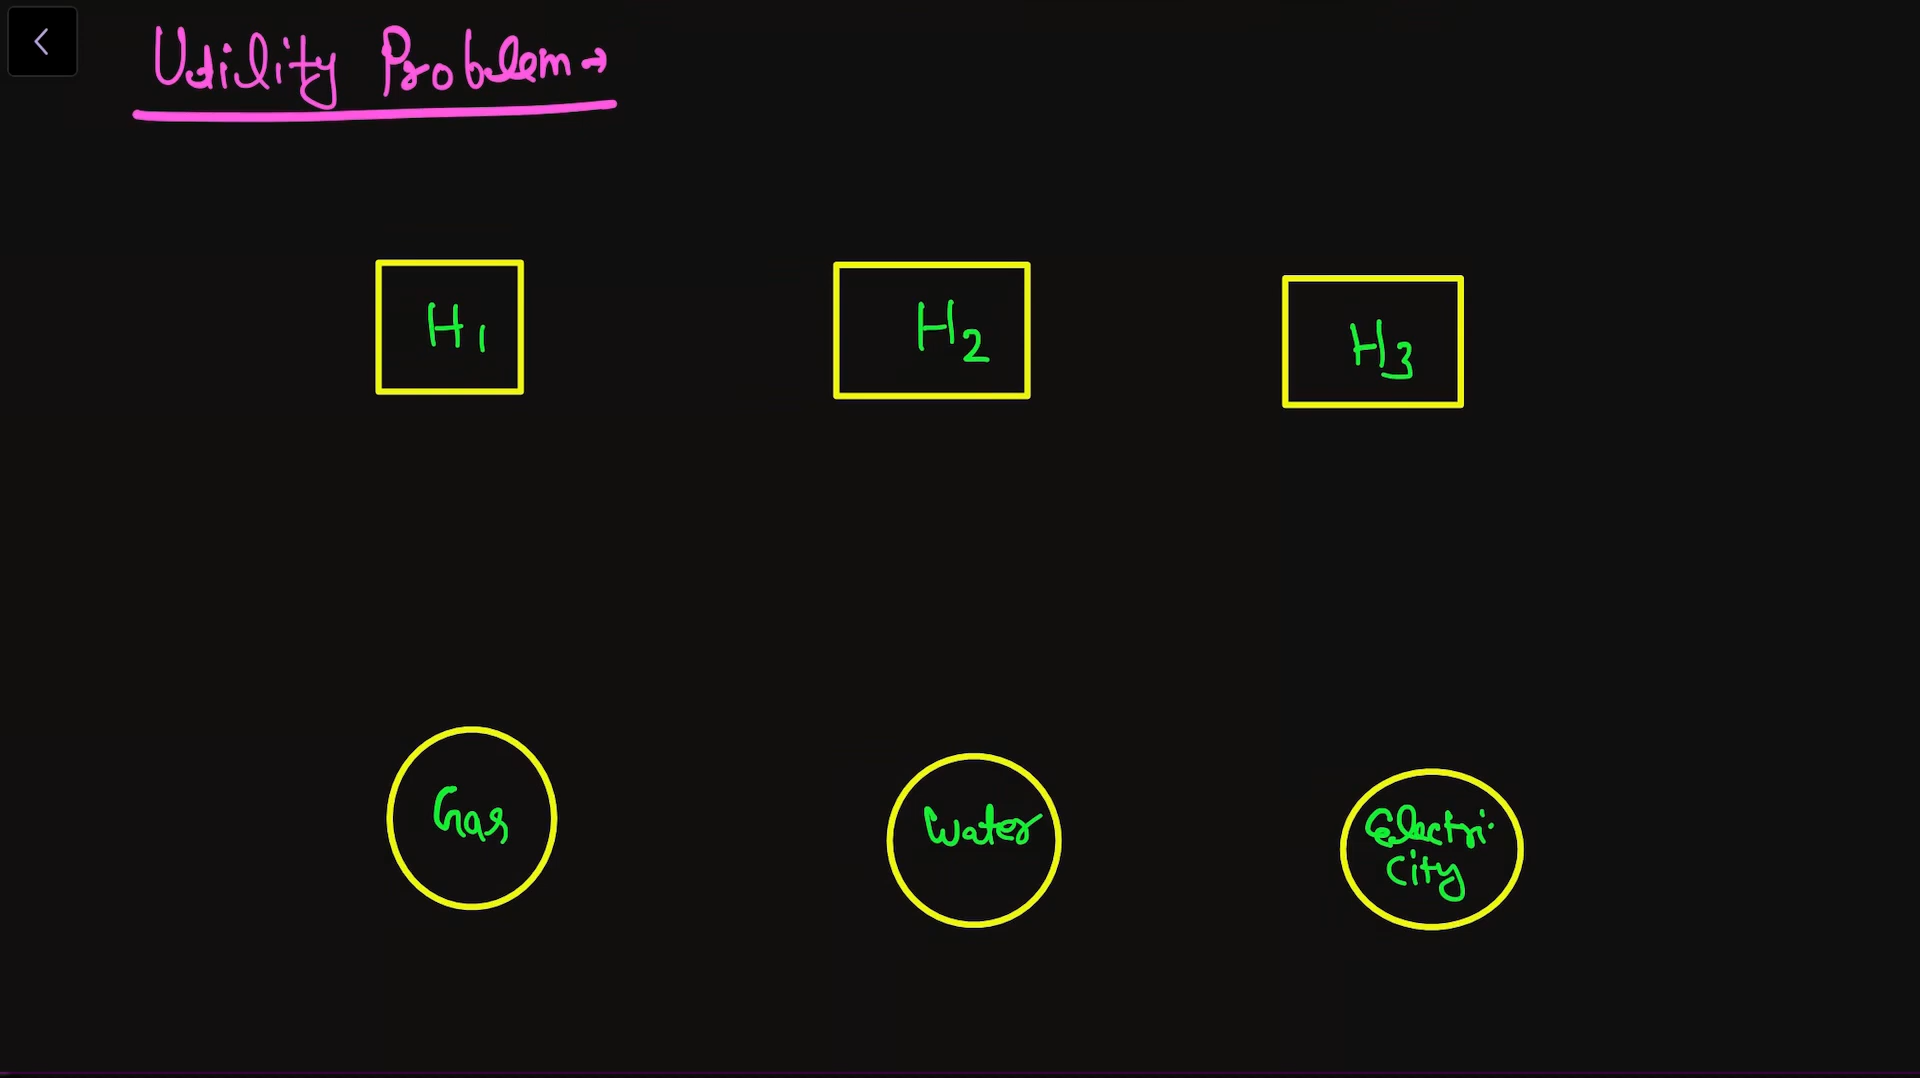 Utility Problem →
H1 H2 H3
Gas Water Electri-
city